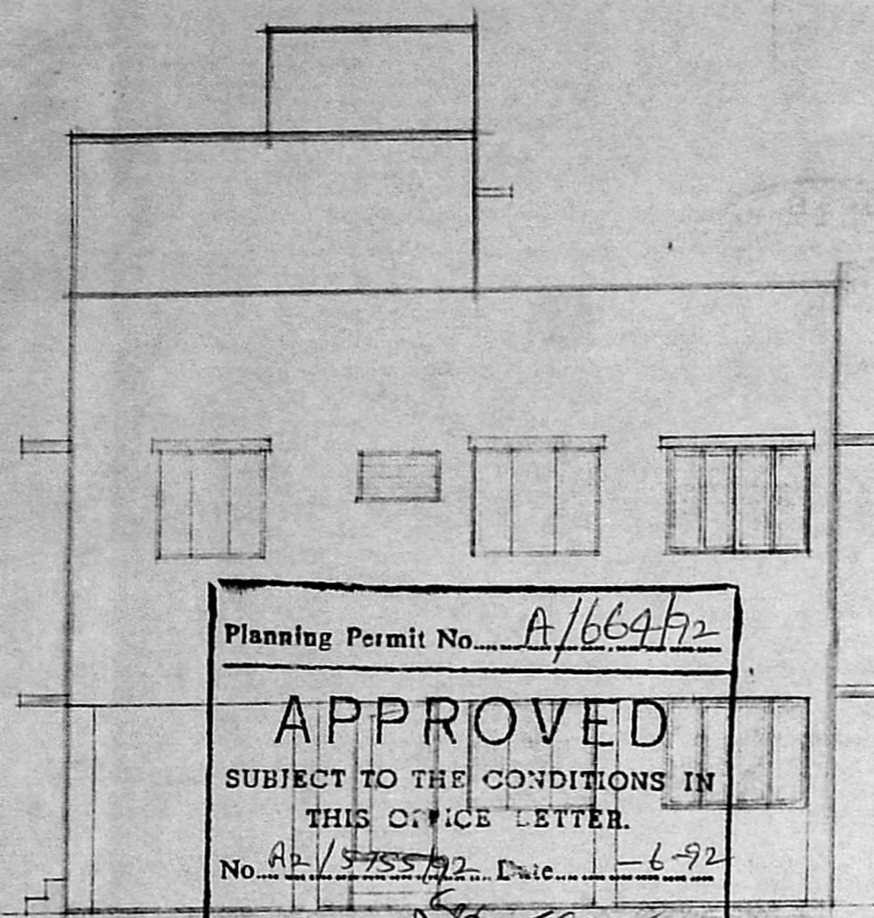 Planning Permit No. A/664/92
APPROVED
SUBJECT TO THE CONDITIONS IN
THIS OFFICE LETTER.
No. A2/5755/92 Date -6-92